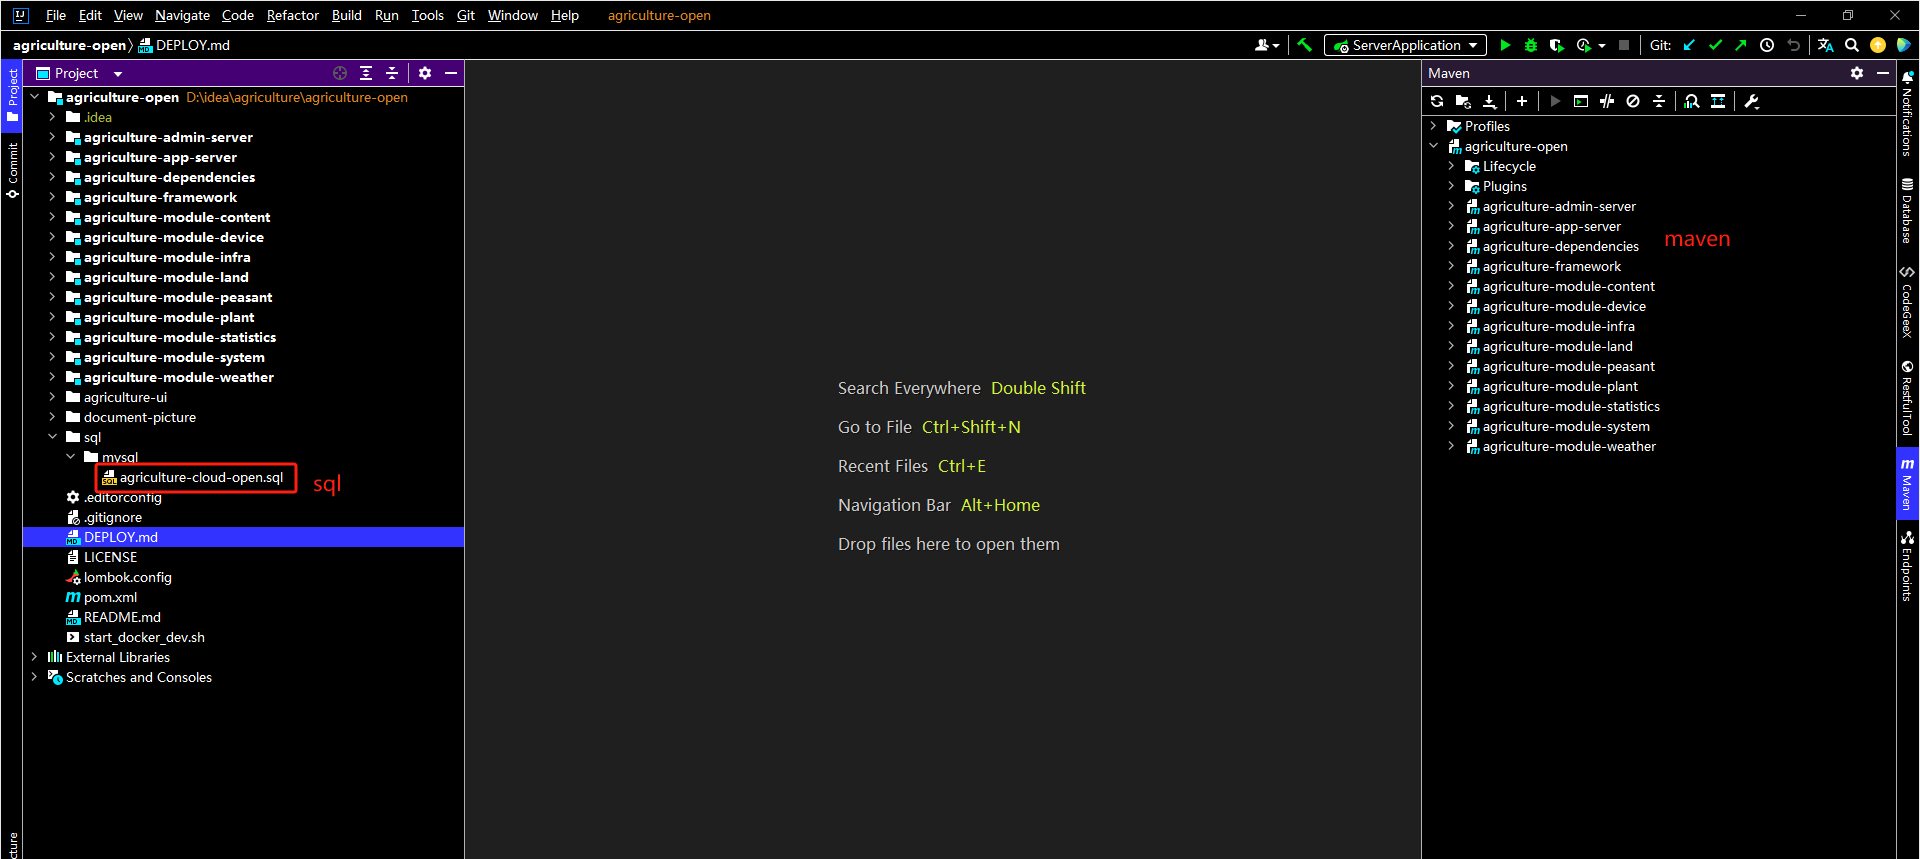 File Edit View Navigate Code Refactor Build Run Tools Git Window Help agriculture-open
agriculture-open DEPLOY.md ServerApplication Git:
Project
agriculture-open D:\idea\agriculture\agriculture-open
.idea
agriculture-admin-server
agriculture-app-server
agriculture-dependencies
agriculture-framework
agriculture-module-content
agriculture-module-device
agriculture-module-infra
agriculture-module-land
agriculture-module-peasant
agriculture-module-plant
agriculture-module-statistics
agriculture-module-system
agriculture-module-weather
agriculture-ui
document-picture
sql
mysql
agriculture-cloud-open.sql
sql
.editorconfig
.gitignore
DEPLOY.md
LICENSE
lombok.config
pom.xml
README.md
start_docker_dev.sh
External Libraries
Scratches and Consoles
Project
Commit
cture
Search Everywhere Double Shift
Go to File Ctrl+Shift+N
Recent Files Ctrl+E
Navigation Bar Alt+Home
Drop files here to open them
Maven
Profiles
agriculture-open
Lifecycle
Plugins
agriculture-admin-server
agriculture-app-server
agriculture-dependencies
maven
agriculture-framework
agriculture-module-content
agriculture-module-device
agriculture-module-infra
agriculture-module-land
agriculture-module-peasant
agriculture-module-plant
agriculture-module-statistics
agriculture-module-system
agriculture-module-weather
Notifications
Database
CodeGeeX
RestfulTool
Maven
Endpoints